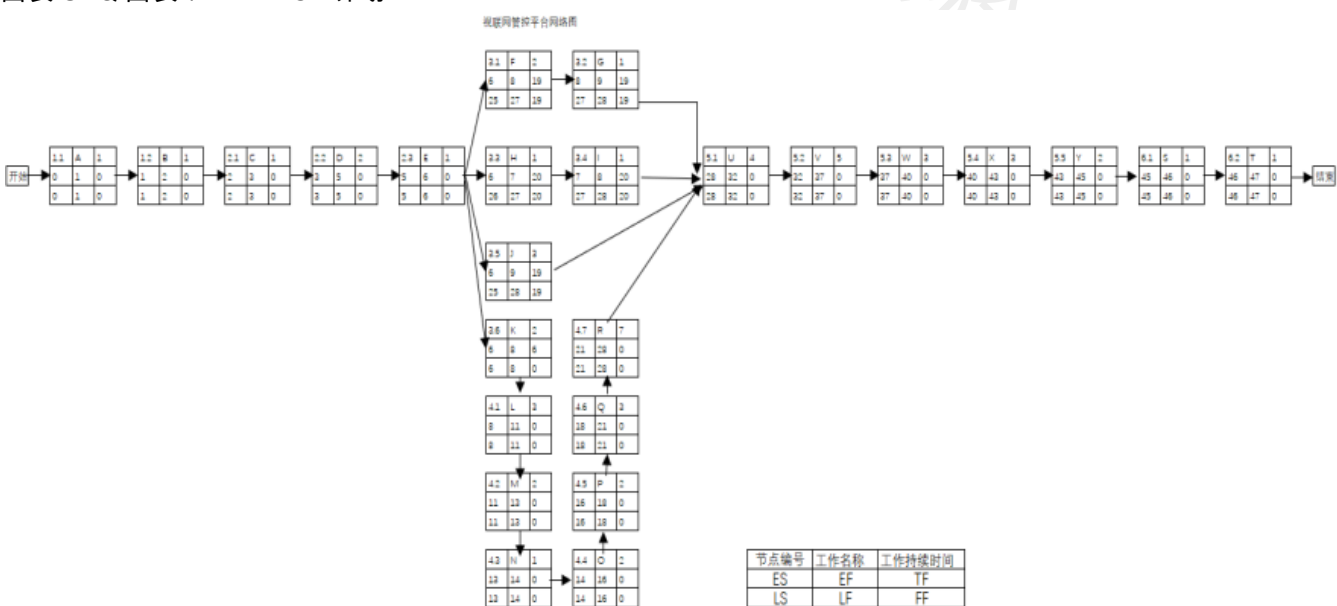 视联网管控平台网络图
3.1 F 2
6 8 19
25 27 19
3.2 G 1
8 9 19
27 28 19
开始
1.1 A 1
0 1 0
0 1 0
1.2 B 1
1 2 0
1 2 0
2.1 C 1
2 3 0
2 3 0
2.2 D 2
3 5 0
3 5 0
2.3 E 1
5 6 0
5 6 0
3.3 H 1
6 7 20
26 27 20
3.4 I 1
7 8 20
27 28 20
5.1 U 4
28 32 0
28 32 0
5.2 V 5
32 37 0
32 37 0
5.3 W 3
37 40 0
37 40 0
5.4 X 3
40 43 0
40 43 0
5.5 Y 2
43 45 0
43 45 0
6.1 S 1
45 46 0
45 46 0
6.2 T 1
46 47 0
46 47 0
结束
3.5 J 3
6 9 19
25 28 19
3.6 K 2
6 8 6
6 8 0
4.7 R 7
21 28 0
21 28 0
4.1 L 3
8 11 0
8 11 0
4.6 Q 3
18 21 0
18 21 0
4.2 M 2
11 13 0
11 13 0
4.5 P 2
16 18 0
16 18 0
4.3 N 1
13 14 0
13 14 0
4.4 O 2
14 16 0
14 16 0
节点编号 工作名称 工作持续时间
ES EF TF
LS LF FF